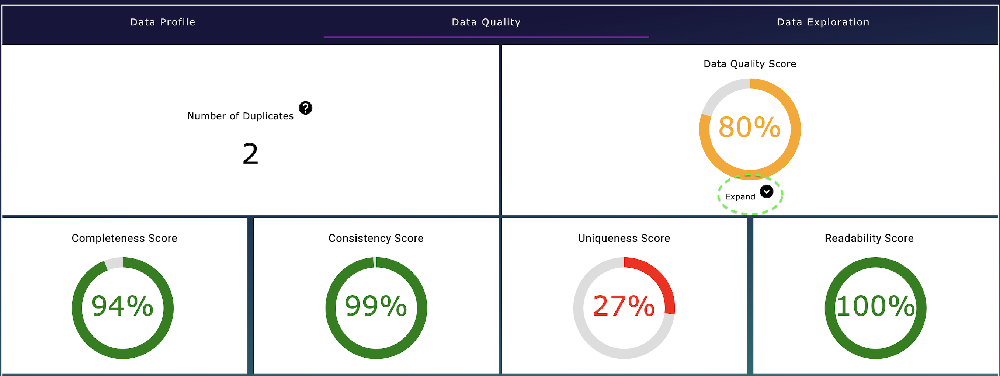 Data Profile
Data Quality
Data Exploration
Number of Duplicates ?
2
Data Quality Score
80%
Expand
Completeness Score
94%
Consistency Score
99%
Uniqueness Score
27%
Readability Score
100%